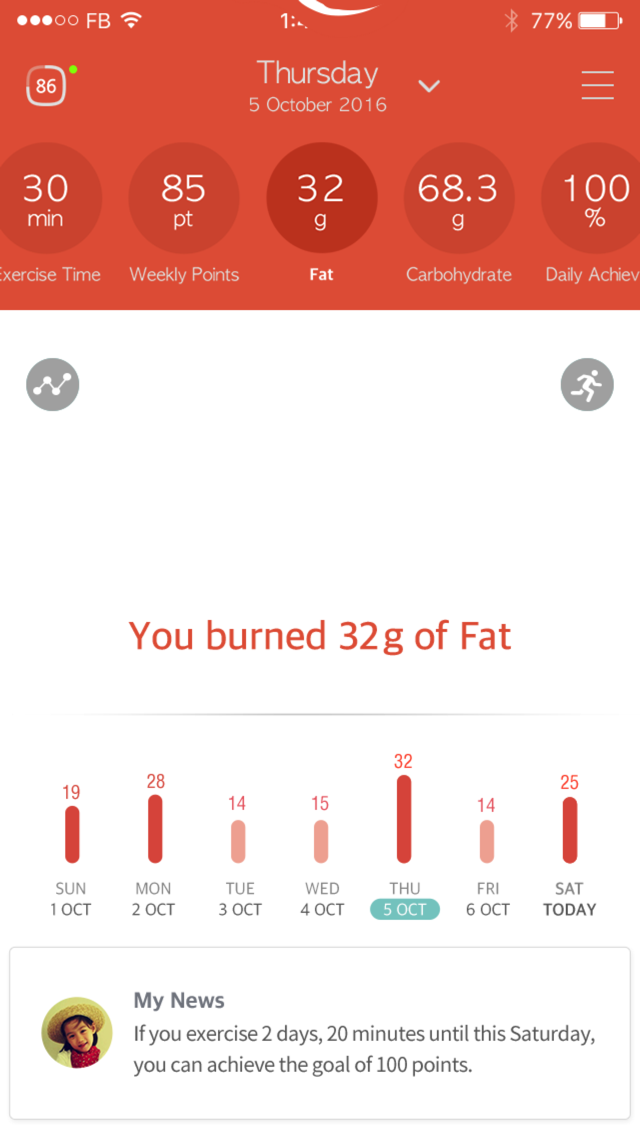 FB
77%
86
Thursday
5 October 2016
30
min
85
pt
32
g
68.3
g
100
%
Exercise Time
Weekly Points
Fat
Carbohydrate
Daily Achiev
You burned 32g of Fat
19
28
14
15
32
14
25
SUN
MON
TUE
WED
THU
FRI
SAT
1 OCT
2 OCT
3 OCT
4 OCT
5 OCT
6 OCT
TODAY
My News
If you exercise 2 days, 20 minutes until this Saturday,
you can achieve the goal of 100 points.